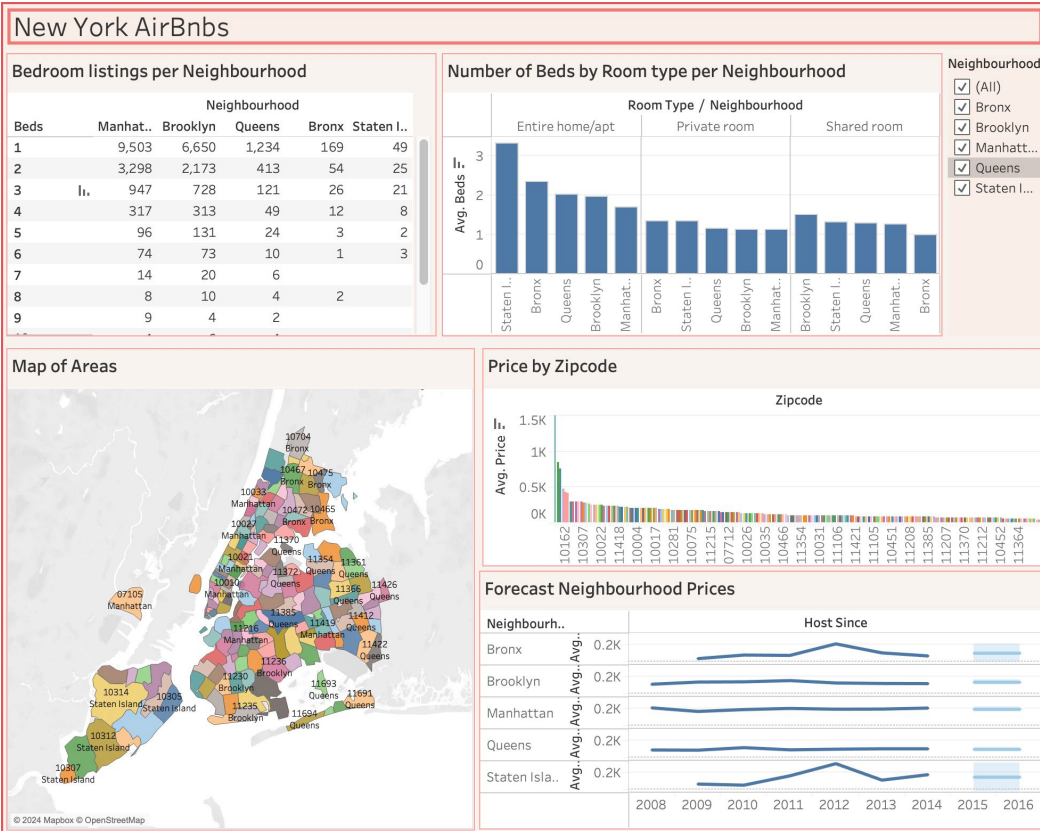 New York AirBnbs
Bedroom listings per Neighbourhood
Neighbourhood
Beds Manhat.. Brooklyn Queens Bronx Staten I..
1 9,503 6,650 1,234 169 49
2 3,298 2,173 413 54 25
3 947 728 121 26 21
4 317 313 49 12 8
5 96 131 24 3 2
6 74 73 10 1 3
7 14 20 6
8 8 10 4 2
9 9 4 2
Number of Beds by Room type per Neighbourhood
Room Type / Neighbourhood
Entire home/apt Private room Shared room
Avg. Beds
3
2
1
0
Staten I.. Bronx Queens Brooklyn Manhat.. Bronx Staten I.. Queens Brooklyn Manhat.. Brooklyn Staten I.. Queens Manhat.. Bronx
Neighbourhood
(All)
Bronx
Brooklyn
Manhatt...
Queens
Staten I...
Map of Areas
10704
Bronx
10467
Bronx
10475
Bronx
10033
Manhattan
10472
Bronx
10465
Bronx
10027
Manhattan
11370
Queens
10021
Manhattan
11354
Queens
11361
Queens
11372
Queens
10010
Manhattan
11366
Queens
11426
Queens
07105
Manhattan
11385
Queens
11412
Queens
11216
Manhattan
11419
Manhattan
11422
Queens
11236
Brooklyn
11230
Brooklyn
11693
Queens
11691
Queens
10314
Staten Island
10305
Staten Island
11235
Brooklyn
11694
Queens
10312
Staten Island
10307
Staten Island
© 2024 Mapbox © OpenStreetMap
Price by Zipcode
Zipcode
Avg. Price
1.5K
1.0K
0.5K
0K
10162 10307 10022 11418 10004 10017 10281 10075 11215 07712 10026 10035 10466 11354 10031 11106 11421 11105 10451 11208 11385 11207 11370 11212 10452 11364
Forecast Neighbourhood Prices
Neighbourh.. Host Since
Bronx Avg.. 0.2K
Brooklyn Avg.. 0.2K
Manhattan Avg.. 0.2K
Queens Avg.. 0.2K
Staten Isla.. Avg.. 0.2K
2008 2009 2010 2011 2012 2013 2014 2015 2016